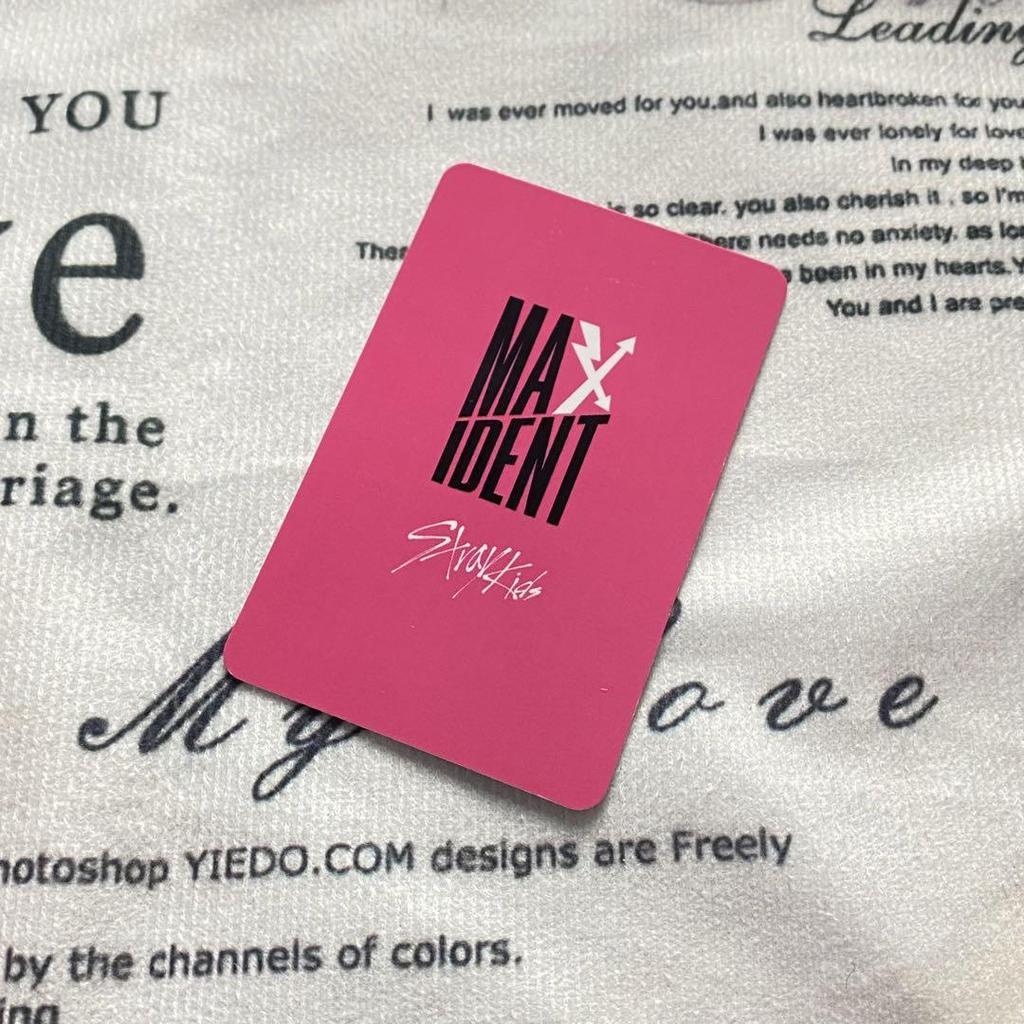 Leading
YOU
I was ever moved for you,and also heartbroken for you
I was ever lonely for love
In my deep
so clear, you also cherish it , so I'm
There needs no anxiety, as
been in my hearts.
You and I are
e
n the
riage.
MAX
IDENT
Stray Kids
My ove
hotoshop YIEDO.COM designs are Freely
by the channels of colors.
ing